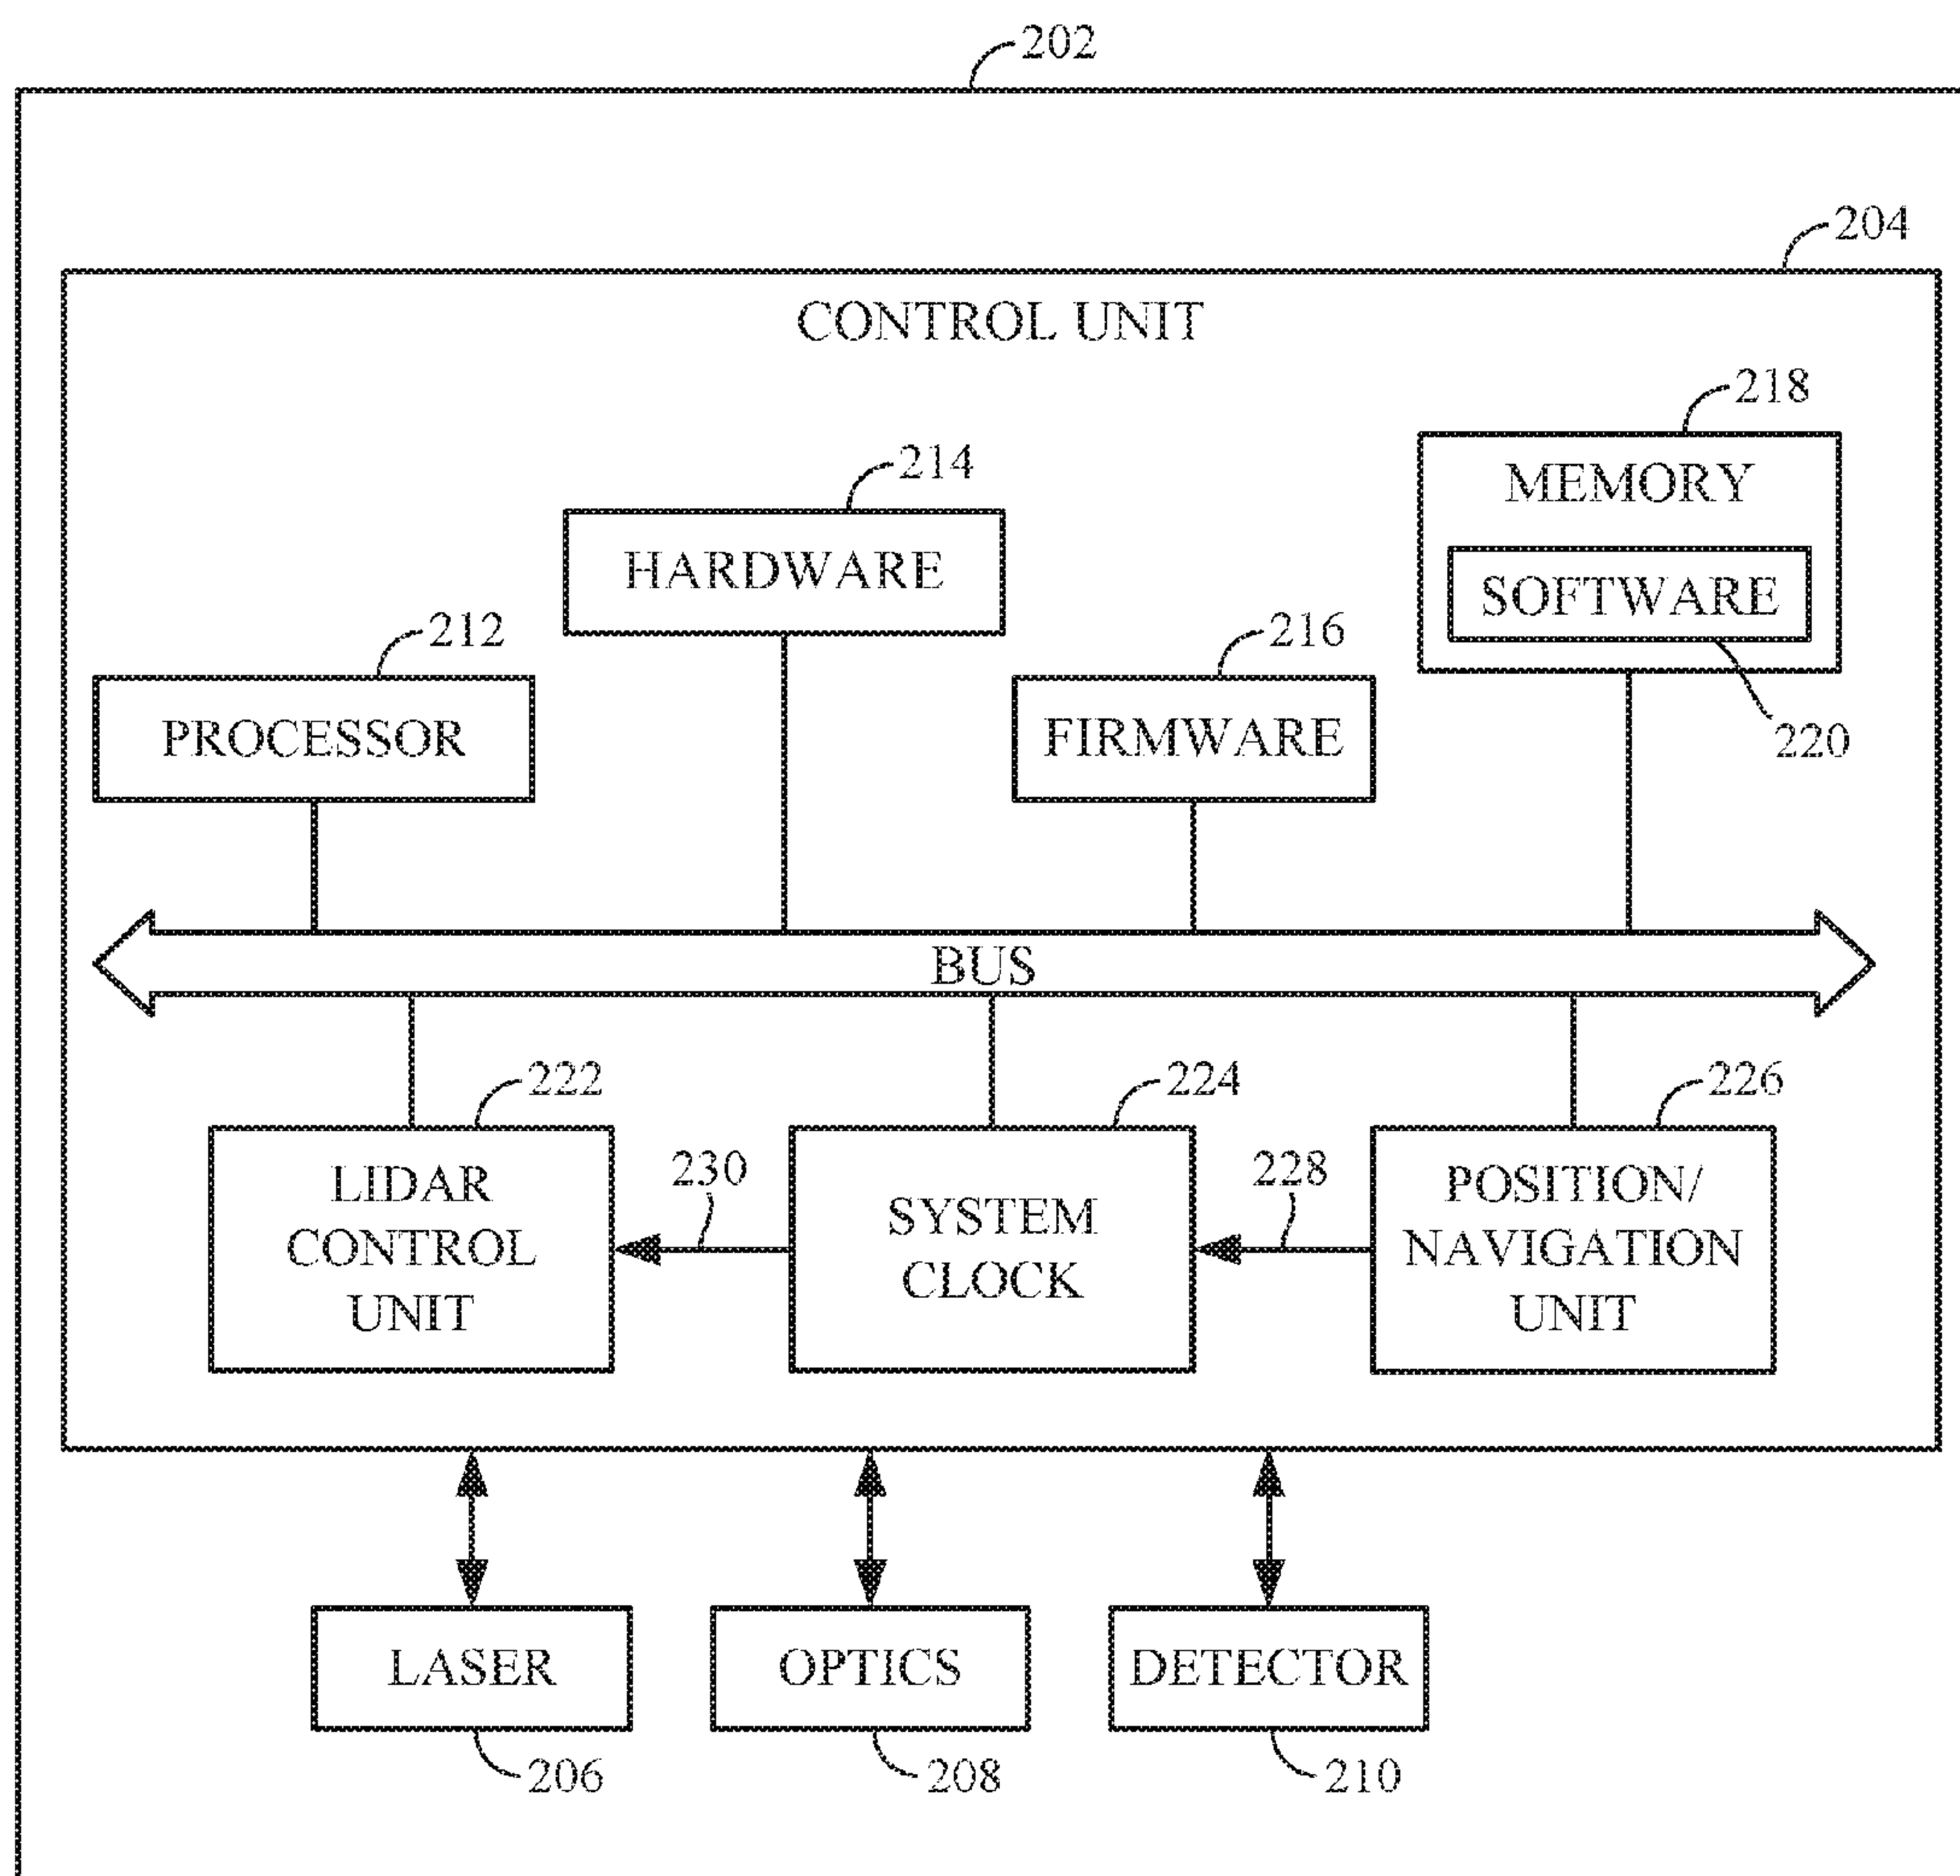 202
204
CONTROL UNIT
218
MEMORY
214
HARDWARE
SOFTWARE
212
216
220
PROCESSOR
FIRMWARE
BUS
222
224
226
LIDAR
CONTROL
UNIT
230
SYSTEM
CLOCK
228
POSITION/
NAVIGATION
UNIT
LASER
OPTICS
DETECTOR
206
208
210